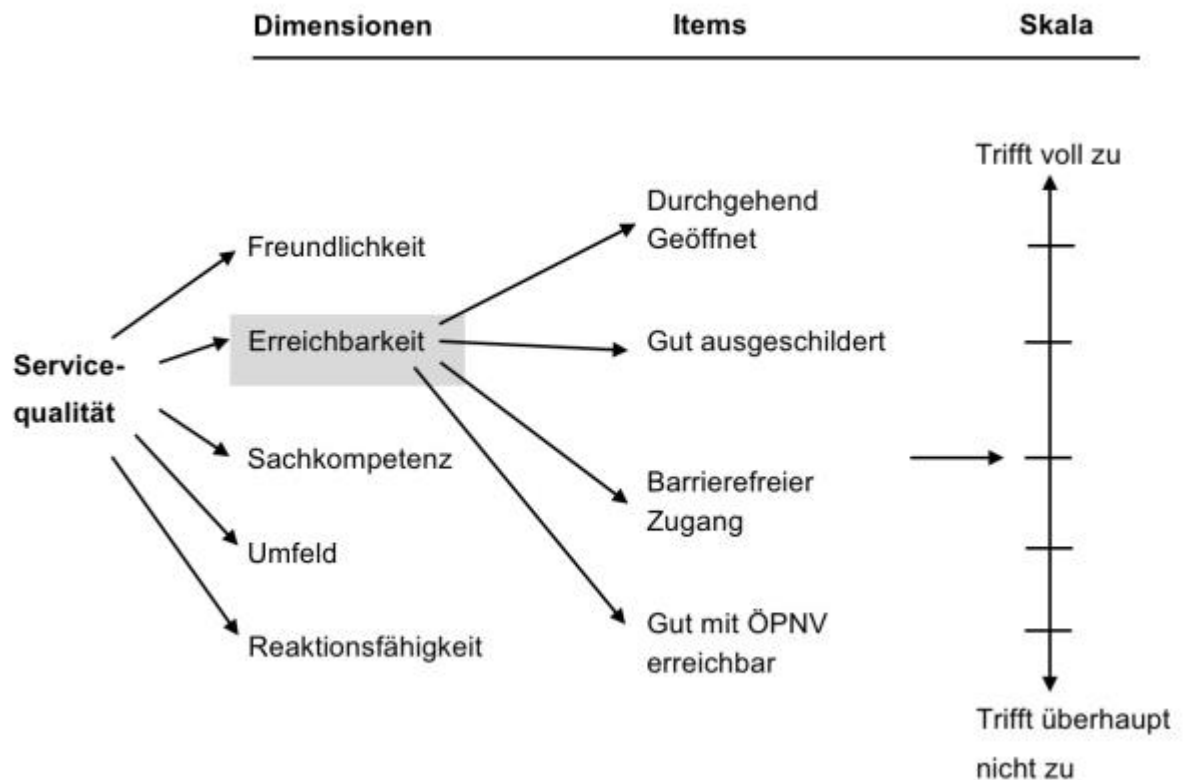 Dimensionen
Items
Skala
Service-
qualität
Freundlichkeit
Erreichbarkeit
Sachkompetenz
Umfeld
Reaktionsfähigkeit
Durchgehend
Geöffnet
Gut ausgeschildert
Barrierefreier
Zugang
Gut mit ÖPNV
erreichbar
Trifft voll zu
Trifft überhaupt
nicht zu